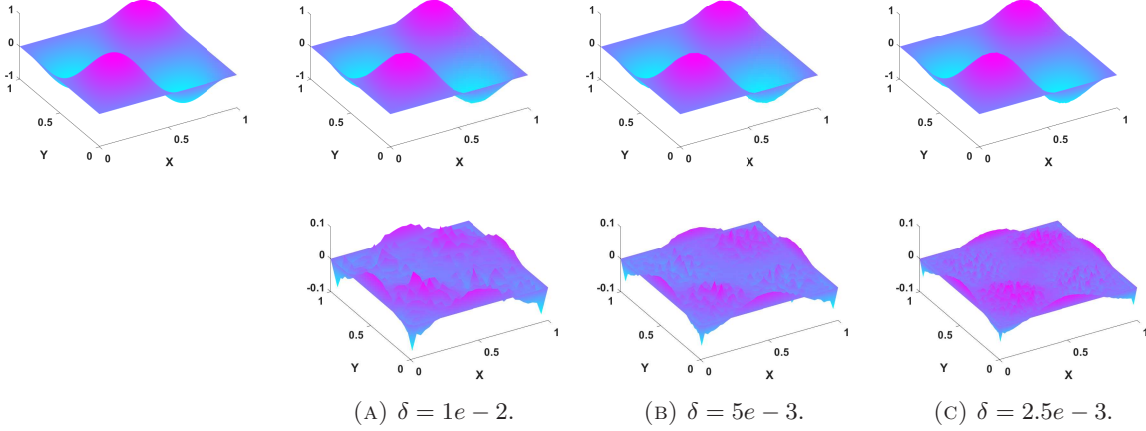 1 1 1 1
0 0 0 0
-1 -1 -1 -1
1 1 1 1
0.5 1 0.5 1 0.5 1 0.5 1
0.5 0.5 0.5 0.5
Y 0 0 X Y 0 0 X Y 0 0 X Y 0 0 X
0.1 0.1 0.1
0 0 0
-0.1 -0.1 -0.1
1 1 1
0.5 1 0.5 1 0.5 1
0.5 0.5 0.5
Y 0 0 X Y 0 0 X Y 0 0 X
(A) δ = 1e − 2. (B) δ = 5e − 3. (C) δ = 2.5e − 3.